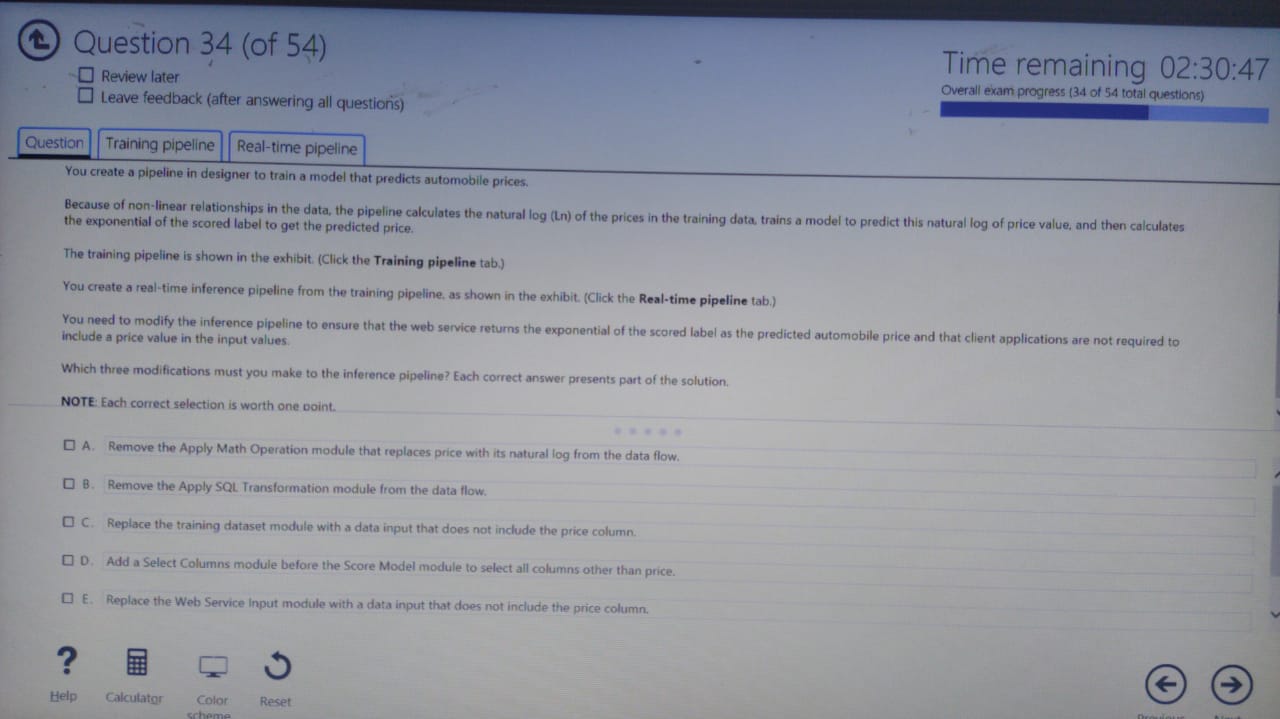 Question 34 (of 54)
Review later
Leave feedback (after answering all questions)
Time remaining 02:30:47
Overall exam progress (34 of 54 total questions)
Question Training pipeline Real-time pipeline
You create a pipeline in designer to train a model that predicts automobile prices.
Because of non-linear relationships in the data, the pipeline calculates the natural log (Ln) of the prices in the training data, trains a model to predict this natural log of price value, and then calculates
the exponential of the scored label to get the predicted price.
The training pipeline is shown in the exhibit. (Click the Training pipeline tab.)
You create a real-time inference pipeline from the training pipeline, as shown in the exhibit. (Click the Real-time pipeline tab.)
You need to modify the inference pipeline to ensure that the web service returns the exponential of the scored label as the predicted automobile price and that client applications are not required to
include a price value in the input values.
Which three modifications must you make to the inference pipeline? Each correct answer presents part of the solution.
NOTE: Each correct selection is worth one point.
A. Remove the Apply Math Operation module that replaces price with its natural log from the data flow.
B. Remove the Apply SQL Transformation module from the data flow.
C. Replace the training dataset module with a data input that does not include the price column.
D. Add a Select Columns module before the Score Model module to select all columns other than price.
E. Replace the Web Service Input module with a data input that does not include the price column.
Help Calculator Color Reset
scheme